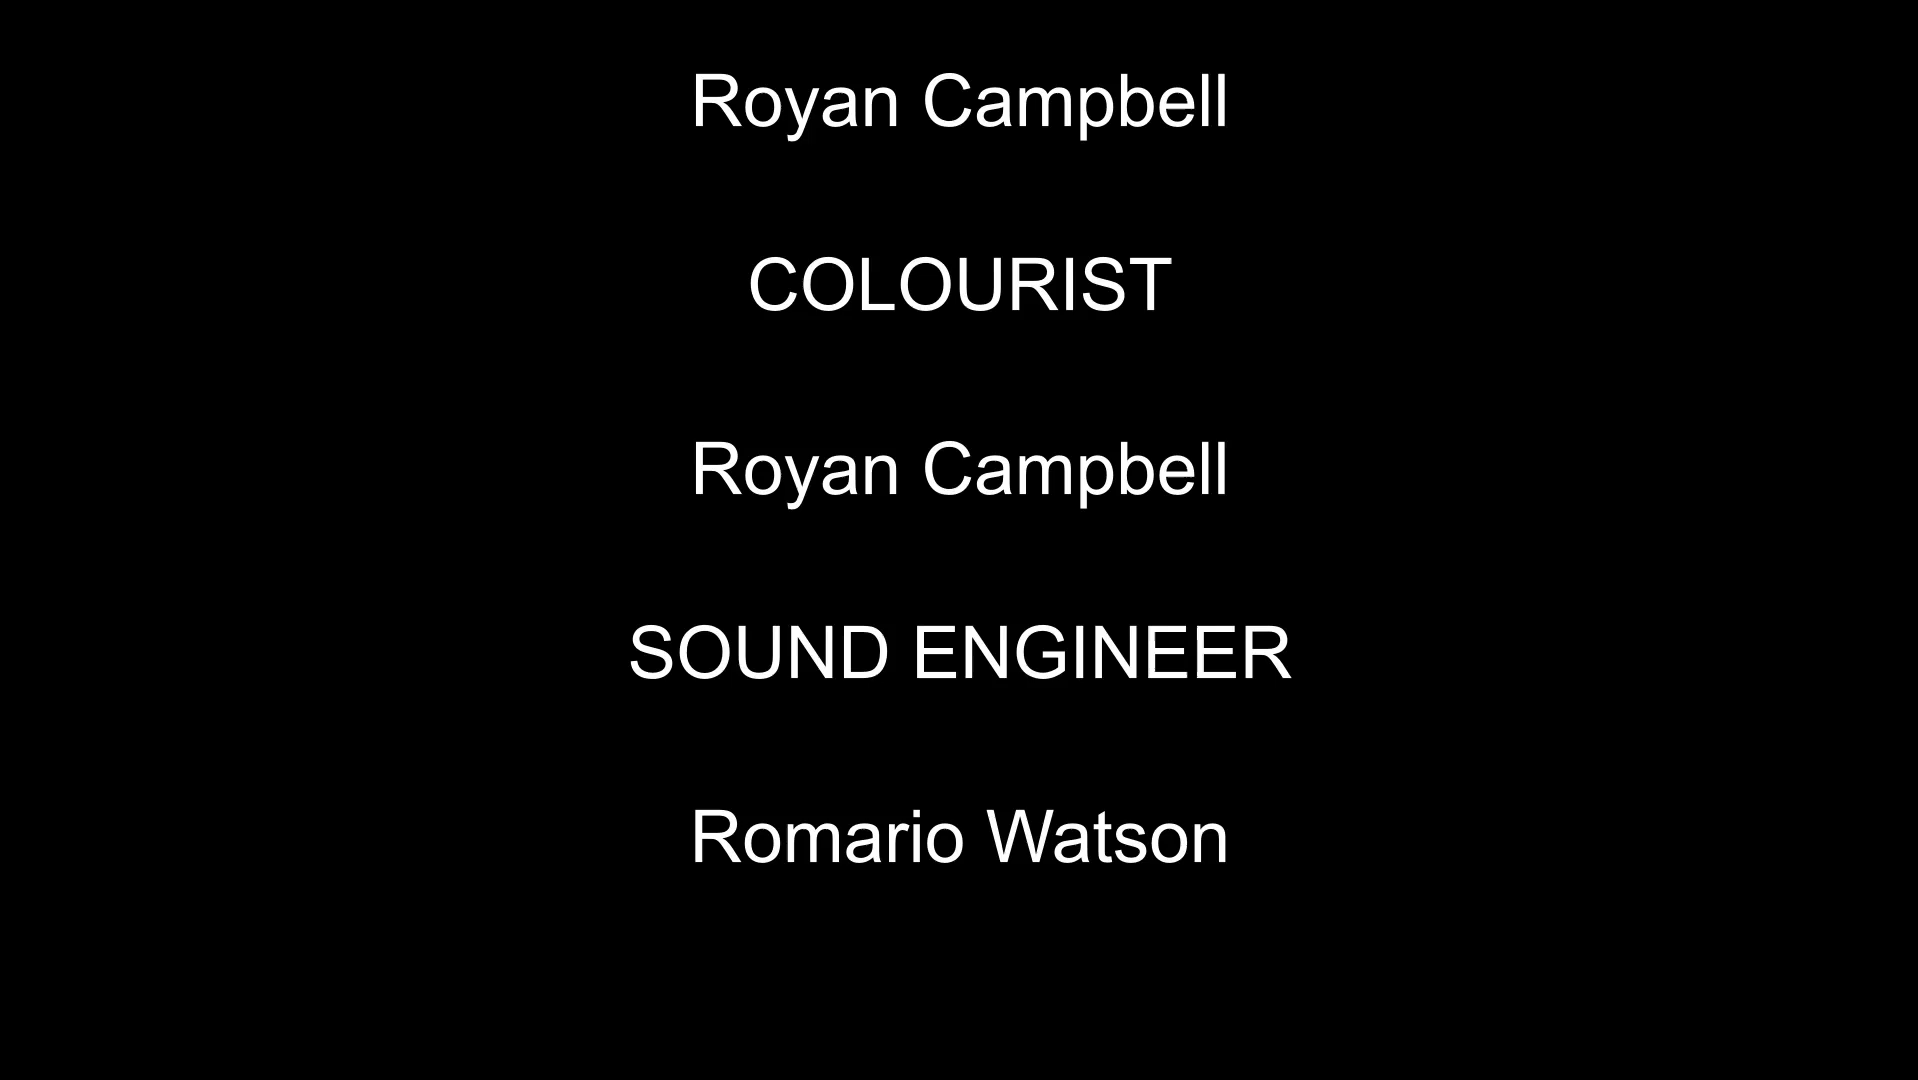 Royan Campbell
COLOURIST
Royan Campbell
SOUND ENGINEER
Romario Watson